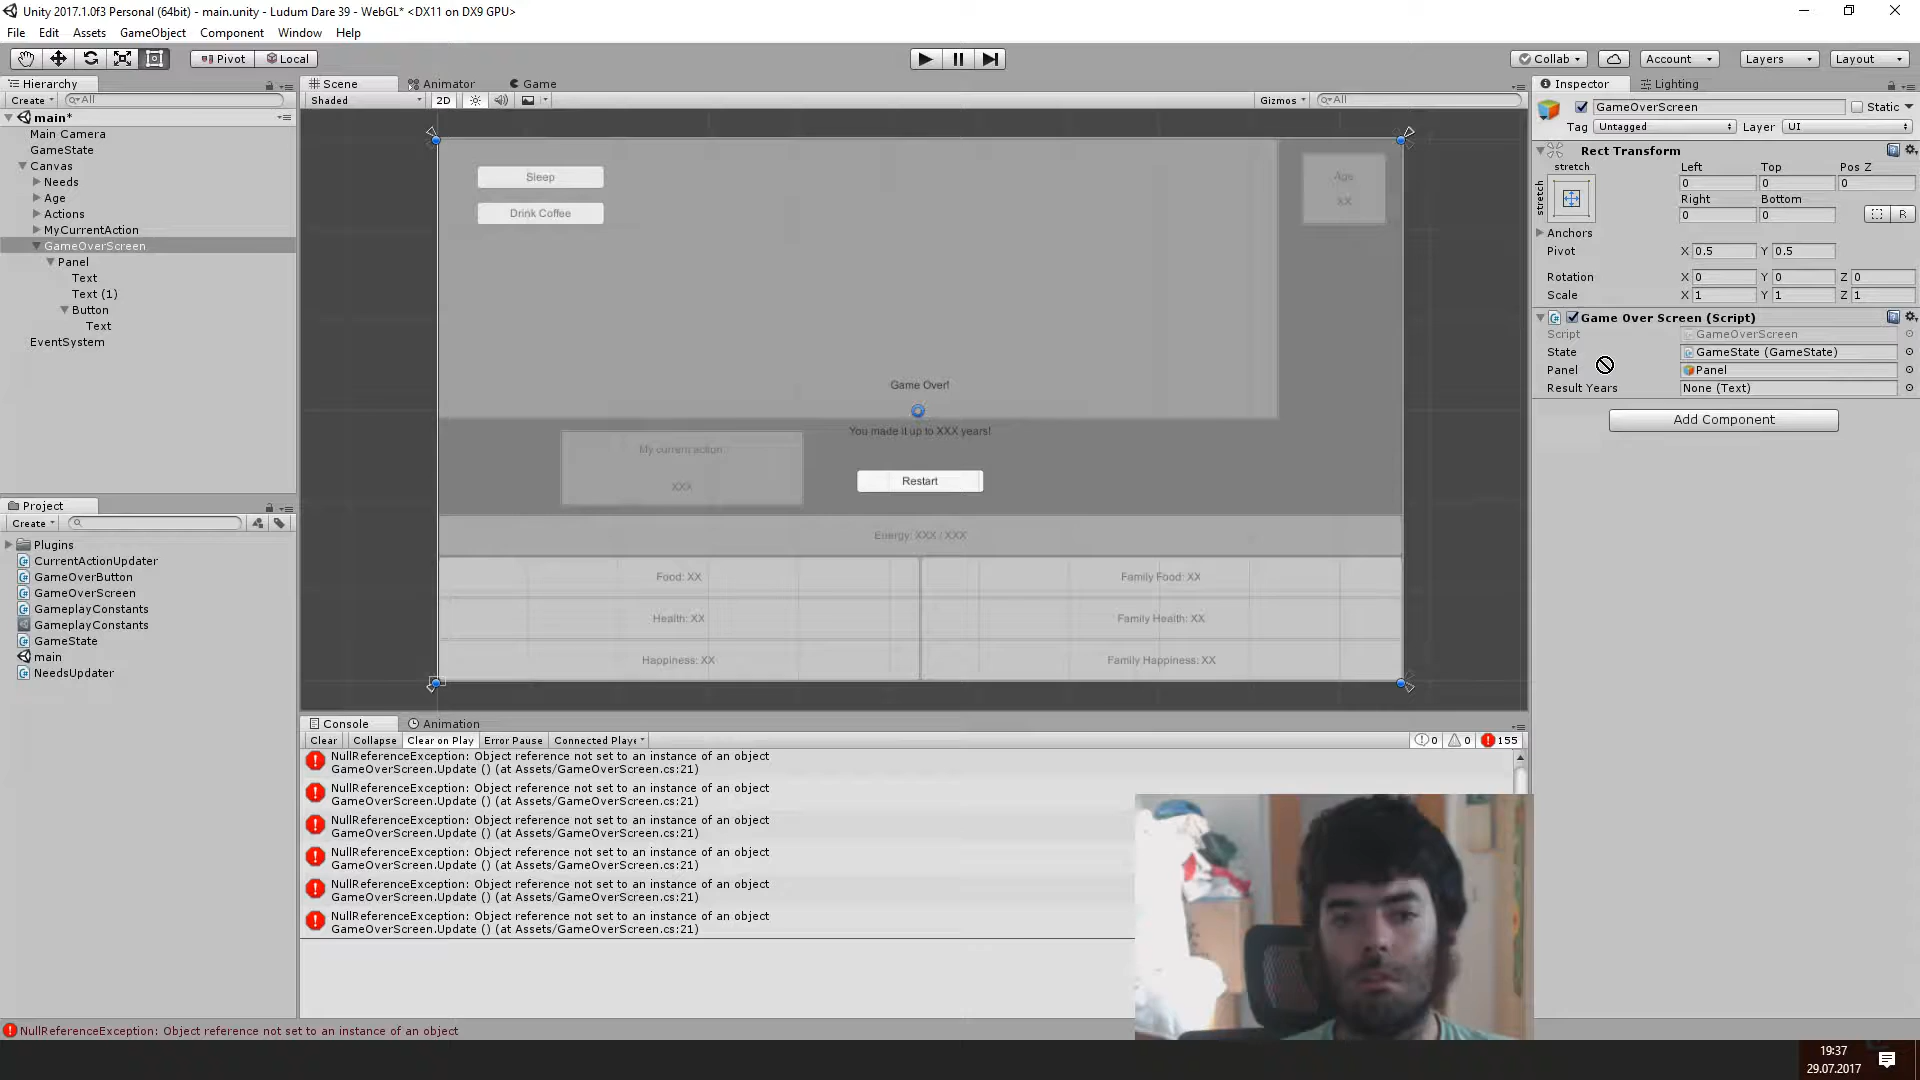 Unity 2017.1.0f3 Personal (64bit) - main.unity - Ludum Dare 39 - WebGL* <DX11 on DX9 GPU>
File Edit Assets GameObject Component Window Help
Pivot Local Collab Account Layers Layout
Hierarchy
Create All
main*
Main Camera
GameState
Canvas
Needs
Age
Actions
MyCurrentAction
GameOverScreen
Panel
Text
Text (1)
Button
Text
EventSystem
Project
Create
Plugins
CurrentActionUpdater
GameOverButton
GameOverScreen
GameplayConstants
GameplayConstants
GameState
main
NeedsUpdater
Scene Animator Game
Shaded 2D Gizmos All
Sleep
Drink Coffee
Age
XX
Game Over!
You made it up to XXX years!
My current action
XXX
Restart
Energy: XXX / XXX
Food: XX Family Food: XX
Health: XX Family Health: XX
Happiness: XX Family Happiness: XX
Console Animation
Clear Collapse Clear on Play Error Pause Connected Playe 0 0 155
NullReferenceException: Object reference not set to an instance of an object
GameOverScreen.Update () (at Assets/GameOverScreen.cs:21)
NullReferenceException: Object reference not set to an instance of an object
GameOverScreen.Update () (at Assets/GameOverScreen.cs:21)
NullReferenceException: Object reference not set to an instance of an object
GameOverScreen.Update () (at Assets/GameOverScreen.cs:21)
NullReferenceException: Object reference not set to an instance of an object
GameOverScreen.Update () (at Assets/GameOverScreen.cs:21)
NullReferenceException: Object reference not set to an instance of an object
GameOverScreen.Update () (at Assets/GameOverScreen.cs:21)
NullReferenceException: Object reference not set to an instance of an object
GameOverScreen.Update () (at Assets/GameOverScreen.cs:21)
Inspector Lighting
GameOverScreen Static
Tag Untagged Layer UI
Rect Transform
stretch Left Top Pos Z
stretch 0 0 0
Right Bottom
0 0 R
Anchors
Pivot X 0.5 Y 0.5
Rotation X 0 Y 0 Z 0
Scale X 1 Y 1 Z 1
Game Over Screen (Script)
Script GameOverScreen
State GameState (GameState)
Panel Panel
Result Years None (Text)
Add Component
NullReferenceException: Object reference not set to an instance of an object
19:37
29.07.2017